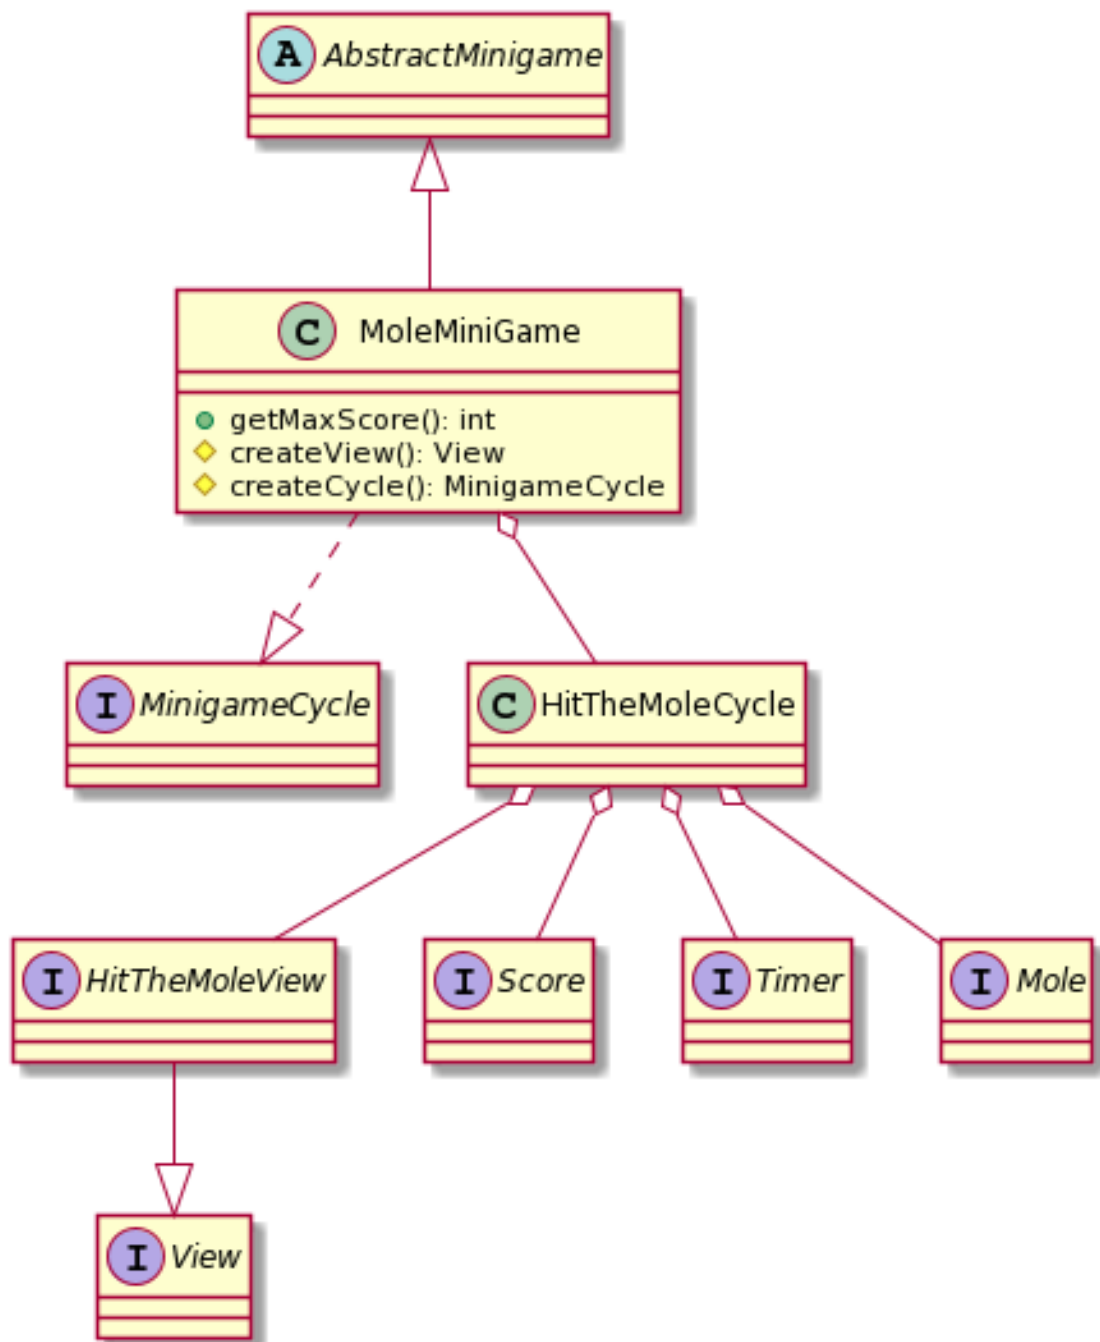 A AbstractMinigame
C MoleMiniGame
getMaxScore(): int
createView(): View
createCycle(): MinigameCycle
I MinigameCycle
C HitTheMoleCycle
I HitTheMoleView
I Score
I Timer
I Mole
I View